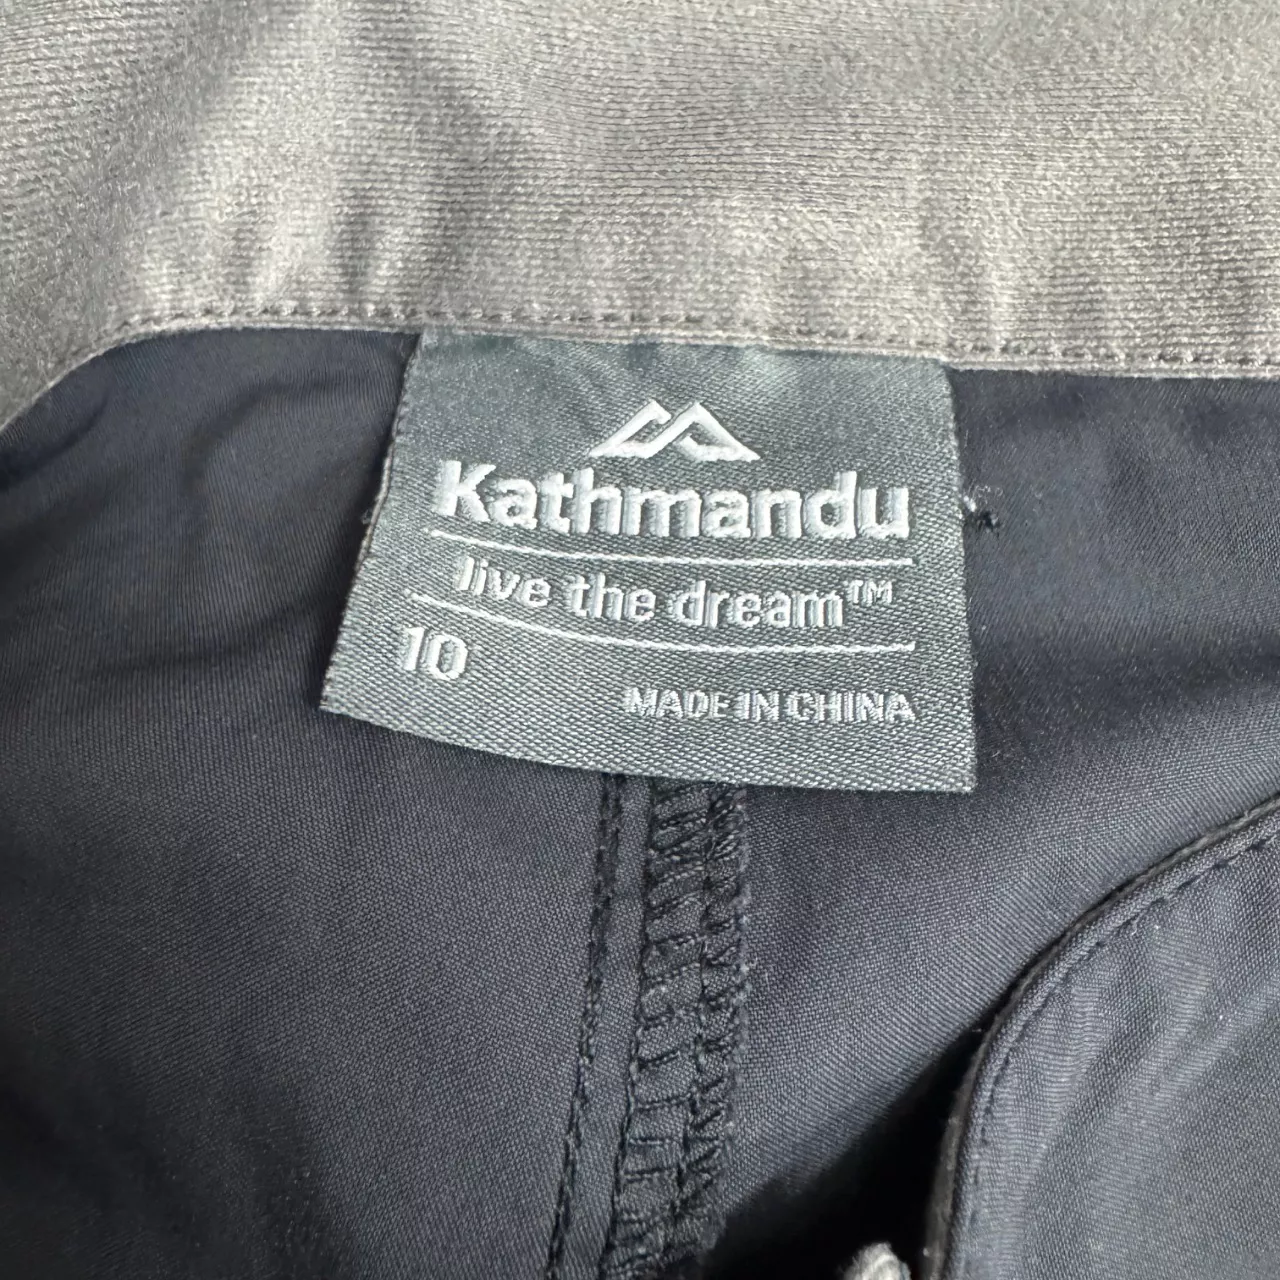 Kathmandu
live the dream™
10
MADE IN CHINA